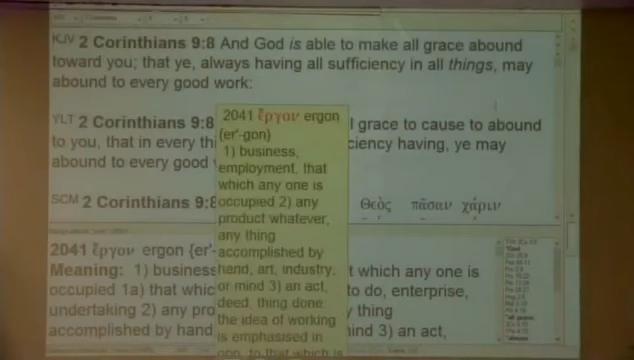 KJV 2 Corinthians 9:8 And God is able to make all grace abound
toward you; that ye, always having all sufficiency in all things, may
abound to every good work:
YLT 2 Corinthians 9:8
l grace to cause to abound
to you, that in every th
ciency having, ye may
abound to every good
SCM 2 Corinthians 9:8
Θεὸς πᾶσαν χάριν
2041 ἔργον ergon
(er'-gon)
1) business,
employment, that
which any one is
occupied 2) any
product whatever,
any thing
accomplished by
hand, art, industry,
or mind 3) an act,
deed, thing done:
the idea of working
is emphasised in
opp. to that which is
2041 ἔργον ergon {er'-
Meaning: 1) business
t which any one is
occupied 1a) that whic
to do, enterprise,
undertaking 2) any pro
y thing
accomplished by hand
ind 3) an act,